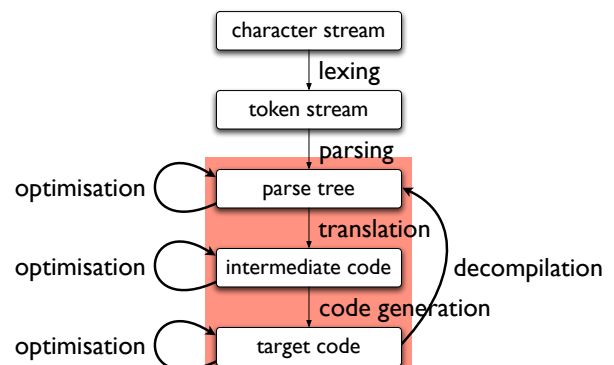 character stream
lexing
token stream
parsing
optimisation
parse tree
translation
optimisation
intermediate code
decompilation
code generation
optimisation
target code